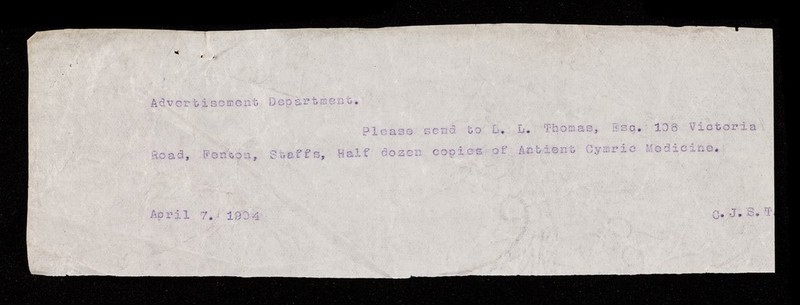 Advertisement Department.
Please send to D. L. Thomas, Esq. 108 Victoria
Road, Fenton, Staffs, Half dozen copies of Antient Cymric Medicine.
April 7. 1904
C. J. S. T.